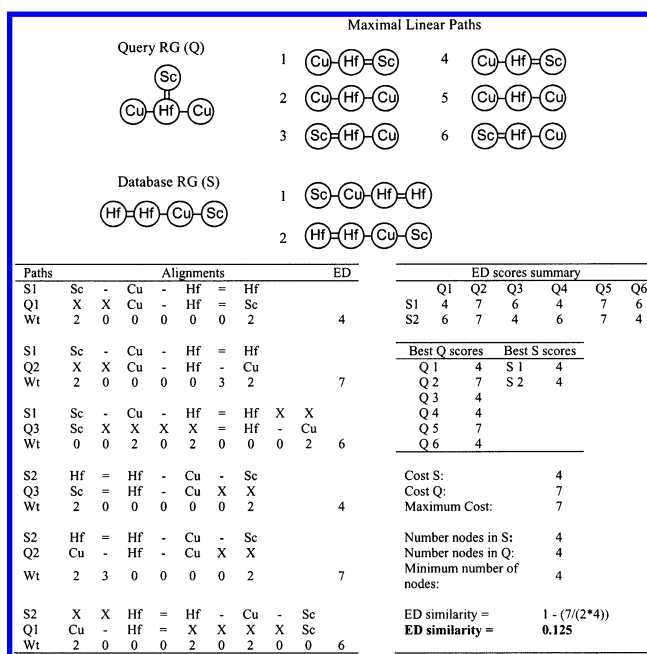 Maximal Linear Paths
Query RG (Q)
Sc
Cu Hf Cu
1 Cu-Hf=Sc 4 Cu-Hf=Sc
2 Cu-Hf-Cu 5 Cu-Hf-Cu
3 Sc=Hf-Cu 6 Sc=Hf-Cu
Database RG (S)
Hf=Hf-Cu-Sc
1 Sc-Cu-Hf=Hf
2 Hf=Hf-Cu-Sc
Paths Alignments ED
S1 Sc - Cu - Hf = Hf
Q1 X X Cu - Hf = Sc
Wt 2 0 0 0 0 0 2 4
S1 Sc - Cu - Hf = Hf
Q2 X X Cu - Hf - Cu
Wt 2 0 0 0 0 3 2 7
S1 Sc - Cu - Hf = Hf X X
Q3 Sc X X X X = Hf - Cu
Wt 0 0 2 0 2 0 0 0 2 6
S2 Hf = Hf - Cu - Sc
Q3 Sc = Hf - Cu X X
Wt 2 0 0 0 0 0 2 4
S2 Hf = Hf - Cu - Sc
Q2 Cu - Hf - Cu X X
Wt 2 3 0 0 0 0 2 7
S2 X X Hf = Hf - Cu - Sc
Q1 Cu - Hf = X X X X Sc
Wt 2 0 0 0 2 0 2 0 0 6
ED scores summary
Q1 Q2 Q3 Q4 Q5 Q6
S1 4 7 6 4 7 6
S2 6 7 4 6 7 4
Best Q scores Best S scores
Q 1 4 S 1 4
Q 2 7 S 2 4
Q 3 4
Q 4 4
Q 5 7
Q 6 4
Cost S: 4
Cost Q: 7
Maximum Cost: 7
Number nodes in S: 4
Number nodes in Q: 4
Minimum number of
nodes: 4
ED similarity = 1 - (7/(2*4))
ED similarity = 0.125